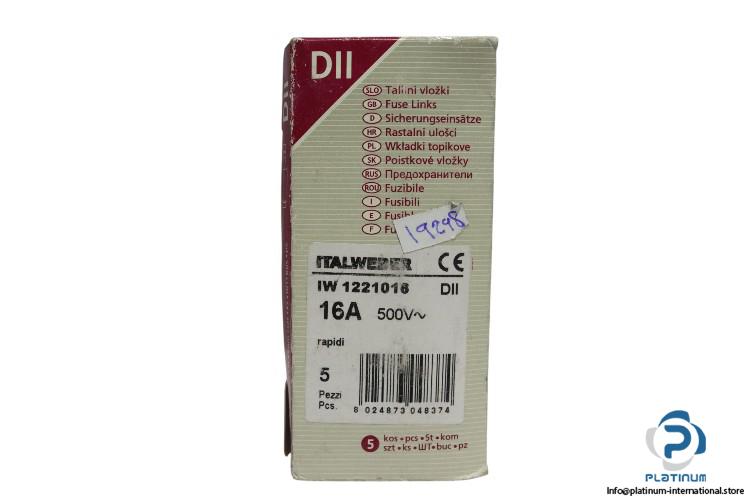 DII
DII
SLO Talilni vložki
GB Fuse Links
D Sicherungseinsätze
HR Rastalni ulošci
PL Wkładki topikowe
SK Poistkové vložky
RUS Предохранители
ROU Fuzibile
I Fusibili
E
F
19298
ITALWEBER CE
IW 1221016 DII
16A 500V~
rapidi
5
Pezzi
Pcs.
8 024873 048374
5 kos • pcs • St • kom
szt • ks • ШТ • buc • pz
PLATINUM
Info@platinum-international.store